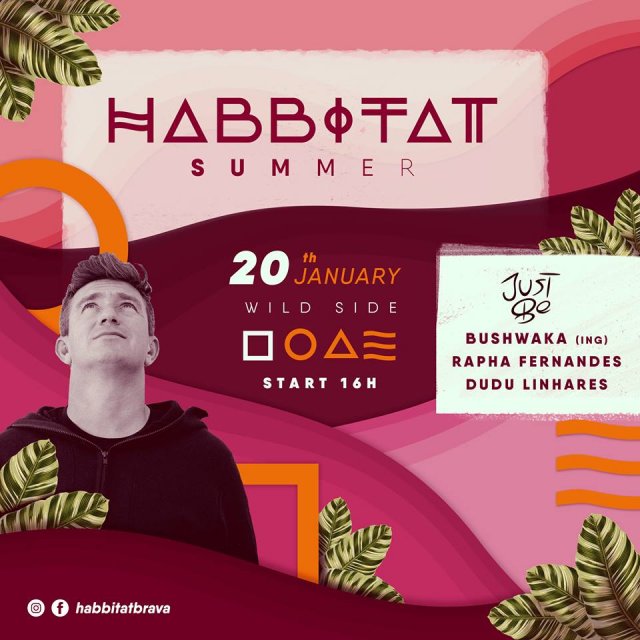 HABBITAT
SUMMER
20th JANUARY
WILD SIDE
START 16H
JUST BE
BUSHWAKA (ING)
RAPHA FERNANDES
DUDU LINHARES
habbitatbrava